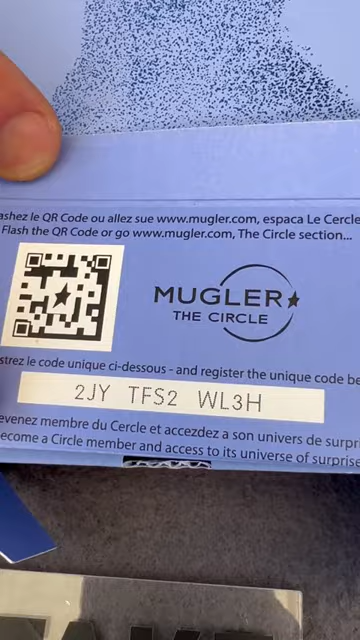 ashez le QR Code ou allez sue www.mugler.com, espaca Le Cercle
Flash the QR Code or go www.mugler.com, The Circle section...
MUGLER
THE CIRCLE
strez le code unique ci-dessous - and register the unique code be
2JY TFS2 WL3H
evenez membre du Cercle et accezdez a son univers de surpri
ecome a Circle member and access to its universe of surprise